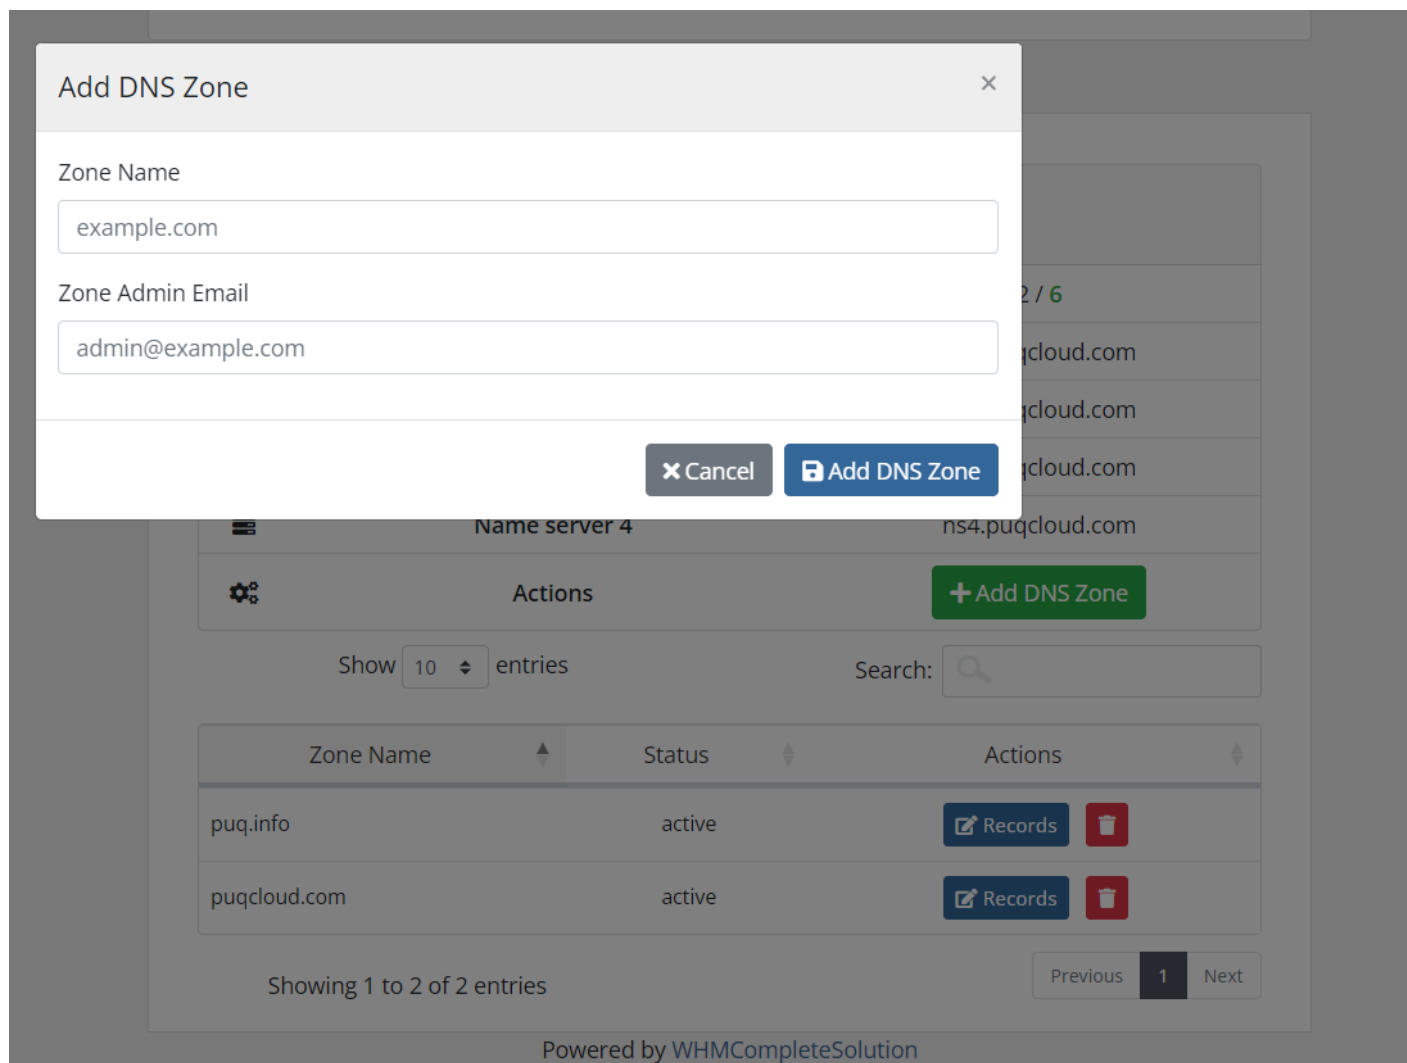 Add DNS Zone ×
Zone Name
example.com
Zone Admin Email
admin@example.com
Cancel Add DNS Zone
2 / 6
qcloud.com
qcloud.com
qcloud.com
Name server 4 ns4.puqcloud.com
Actions Add DNS Zone
Show 10 entries Search:
Zone Name Status Actions
puq.info active Records
puqcloud.com active Records
Showing 1 to 2 of 2 entries Previous 1 Next
Powered by WHMCompleteSolution